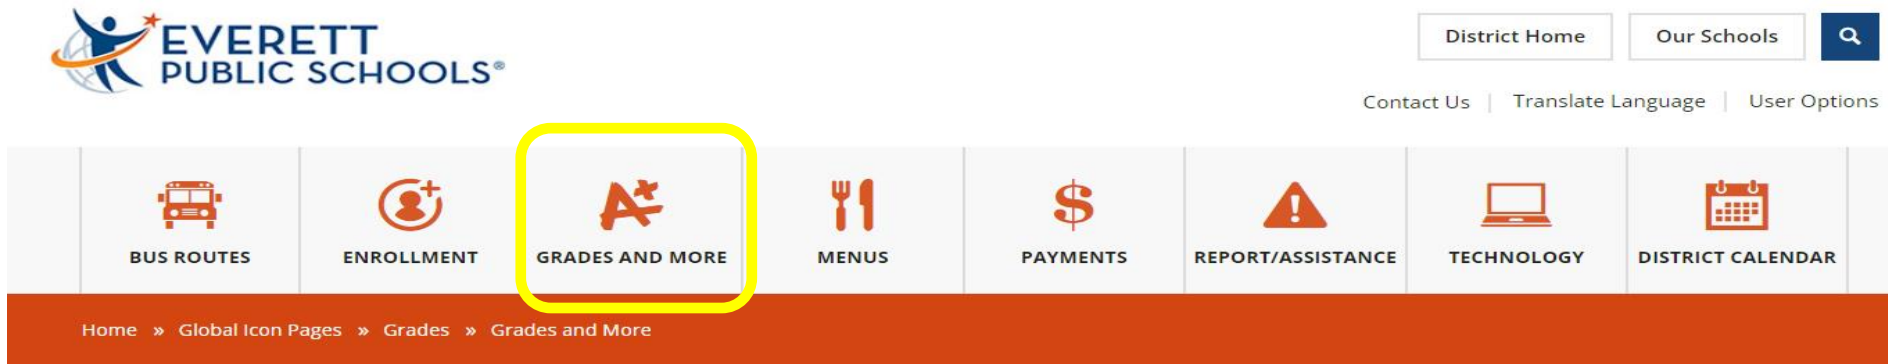 EVERETT
PUBLIC SCHOOLS®
District Home
Our Schools
Contact Us | Translate Language | User Options
BUS ROUTES
ENROLLMENT
GRADES AND MORE
MENUS
PAYMENTS
REPORT/ASSISTANCE
TECHNOLOGY
DISTRICT CALENDAR
Home » Global Icon Pages » Grades » Grades and More